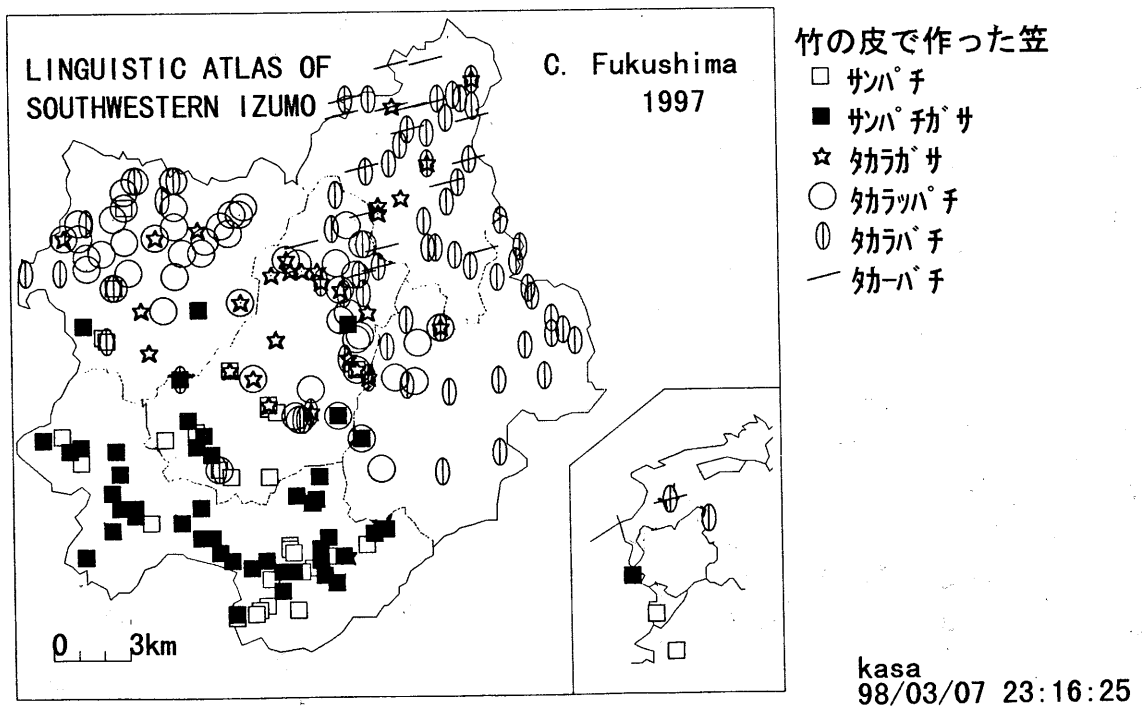 LINGUISTIC ATLAS OF
SOUTHWESTERN IZUMO
C. Fukushima
1997
竹の皮で作った笠
サンパチ
サンパチガサ
タカラガサ
タカラッパチ
タカラバチ
タカーバチ
0 3km
kasa
98/03/07 23:16:25